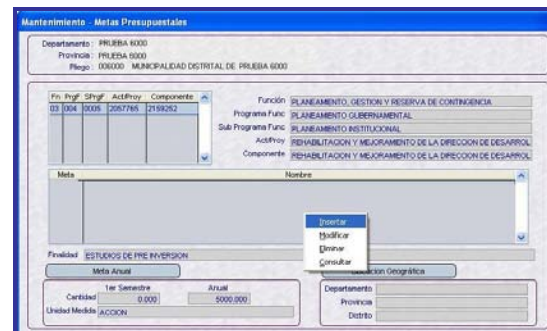 Mantenimiento - Metas Presupuestales
Departamento : PRUEBA 6000
Provincia : PRUEBA 6000
Pliego : 006000 MUNICIPALIDAD DISTRITAL DE PRUEBA 6000
Fn PrgF SPrgF Act/Proy Componente
03 004 0005 2057765 2159252
Función PLANEAMIENTO, GESTION Y RESERVA DE CONTINGENCIA
Programa Func PLANEAMIENTO GUBERNAMENTAL
Sub Programa Func PLANEAMIENTO INSTITUCIONAL
Act/Proy REHABILITACION Y MEJORAMIENTO DE LA DIRECCION DE DESARROL
Componente REHABILITACION Y MEJORAMIENTO DE LA DIRECCION DE DESARROL
Meta Nombre
Insertar
Modificar
Eliminar
Consultar
Finalidad ESTUDIOS DE PRE INVERSION
Meta Anual
Ubicacion Geográfica
1er Semestre Anual
Cantidad 0.000 5000.000
Unidad Medida ACCION
Departamento
Provincia
Distrito